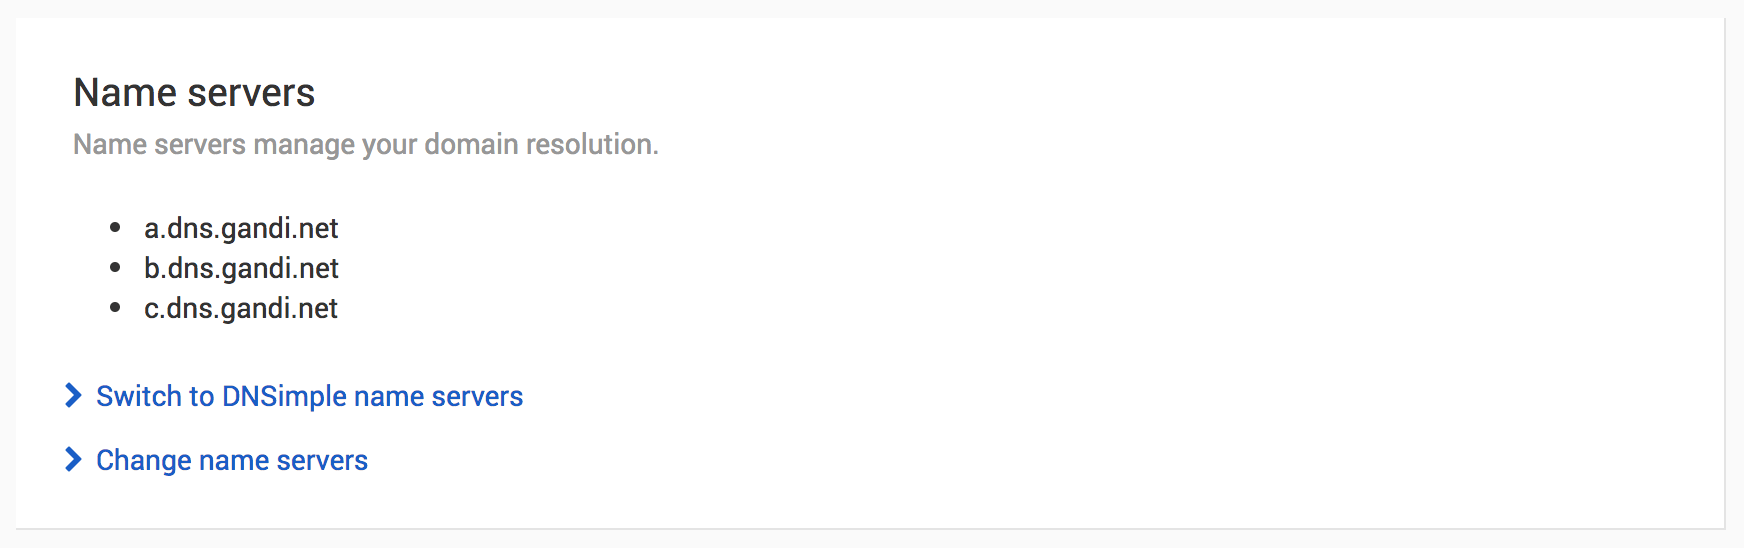 Name servers
Name servers manage your domain resolution.
a.dns.gandi.net
b.dns.gandi.net
c.dns.gandi.net
Switch to DNSimple name servers
Change name servers